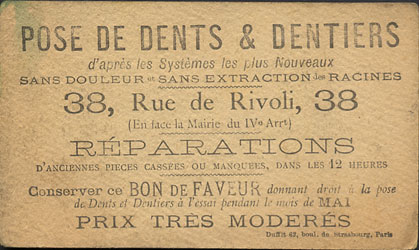 POSE DE DENTS & DENTIERS
d'après les Systèmes les plus Nouveaux
SANS DOULEUR et SANS EXTRACTION des RACINES
38, Rue de Rivoli, 38
(En face la Mairie du IVe Arrt)
RÉPARATIONS
D'ANCIENNES PIECES CASSÉES OU MANQUEES, DANS LES 12 HEURES
Conserver ce BON DE FAVEUR donnant droit à la pose
de Dents et Dentiers à l'essai pendant le mois de MAI
PRIX TRÈS MODERÉS
Duffit 42, boul. de Strasbourg, Paris